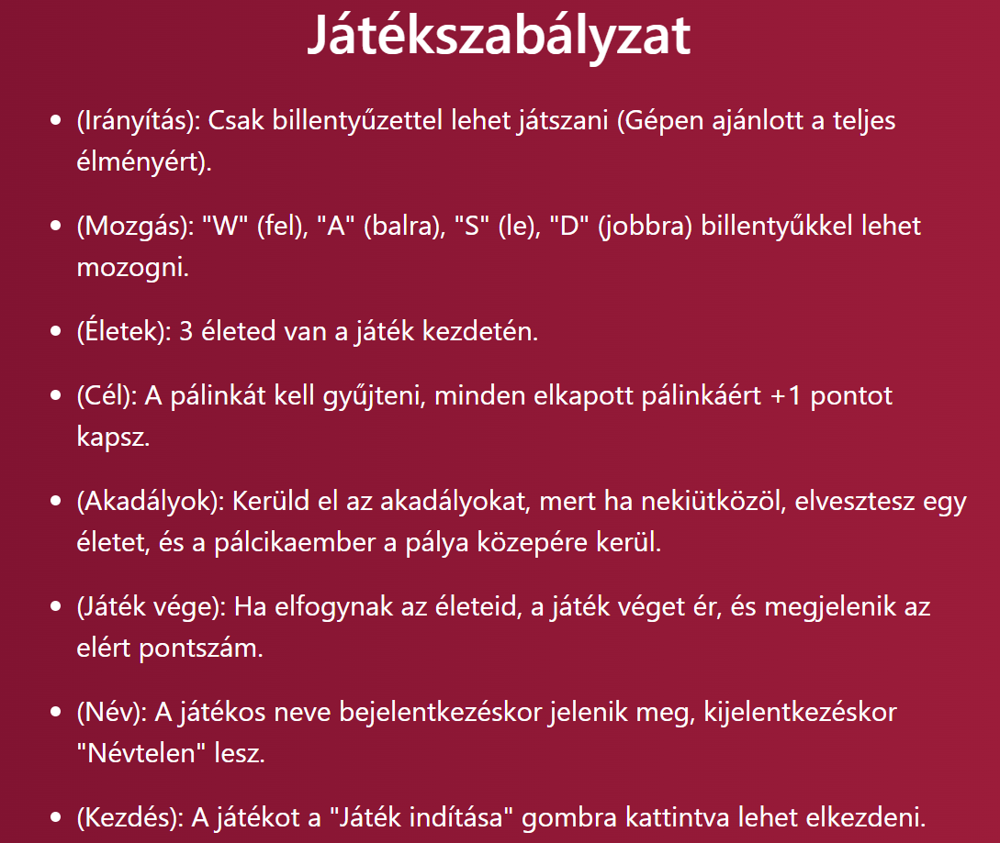 Játékszabályzat
(Irányítás): Csak billentyűzettel lehet játszani (Gépen ajánlott a teljes
élményért).
(Mozgás): "W" (fel), "A" (balra), "S" (le), "D" (jobbra) billentyűkkel lehet
mozogni.
(Életek): 3 életed van a játék kezdetén.
(Cél): A pálinkát kell gyűjteni, minden elkapott pálinkáért +1 pontot
kapsz.
(Akadályok): Kerüld el az akadályokat, mert ha nekiütközöl, elvesztesz egy
életet, és a pálcikaember a pálya közepére kerül.
(Játék vége): Ha elfogynak az életeid, a játék véget ér, és megjelenik az
elért pontszám.
(Név): A játékos neve bejelentkezéskor jelenik meg, kijelentkezéskor
"Névtelen" lesz.
(Kezdés): A játékot a "Játék indítása" gombra kattintva lehet elkezdeni.